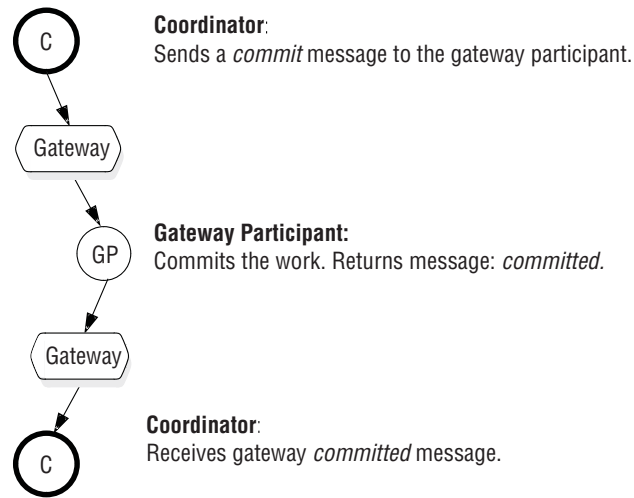 C
Coordinator:
Sends a commit message to the gateway participant.
Gateway
GP
Gateway Participant:
Commits the work. Returns message: committed.
Gateway
C
Coordinator:
Receives gateway committed message.